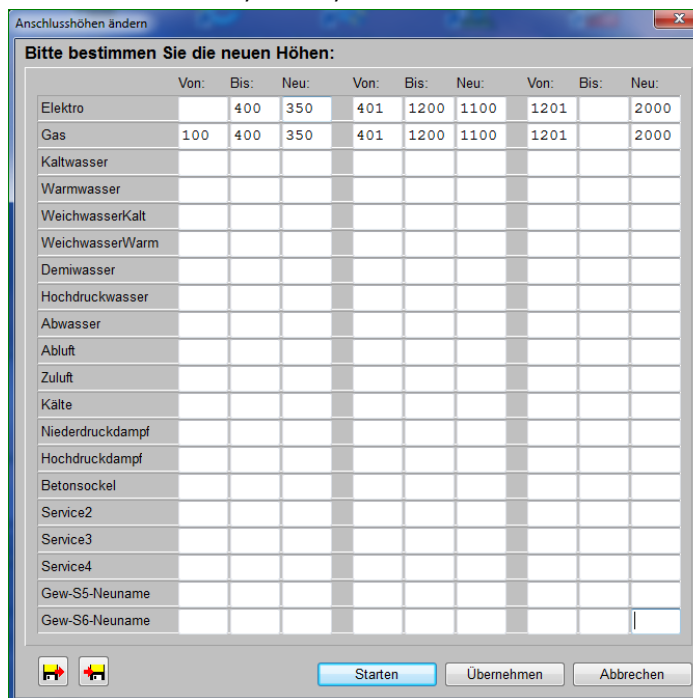 Anschlusshöhen ändern
Bitte bestimmen Sie die neuen Höhen:
Von: Bis: Neu: Von: Bis: Neu: Von: Bis: Neu:
Elektro 400 350 401 1200 1100 1201 2000
Gas 100 400 350 401 1200 1100 1201 2000
Kaltwasser
Warmwasser
WeichwasserKalt
WeichwasserWarm
Demiwasser
Hochdruckwasser
Abwasser
Abluft
Zuluft
Kälte
Niederdruckdampf
Hochdruckdampf
Betonsockel
Service2
Service3
Service4
Gew-S5-Neuname
Gew-S6-Neuname
Starten Übernehmen Abbrechen